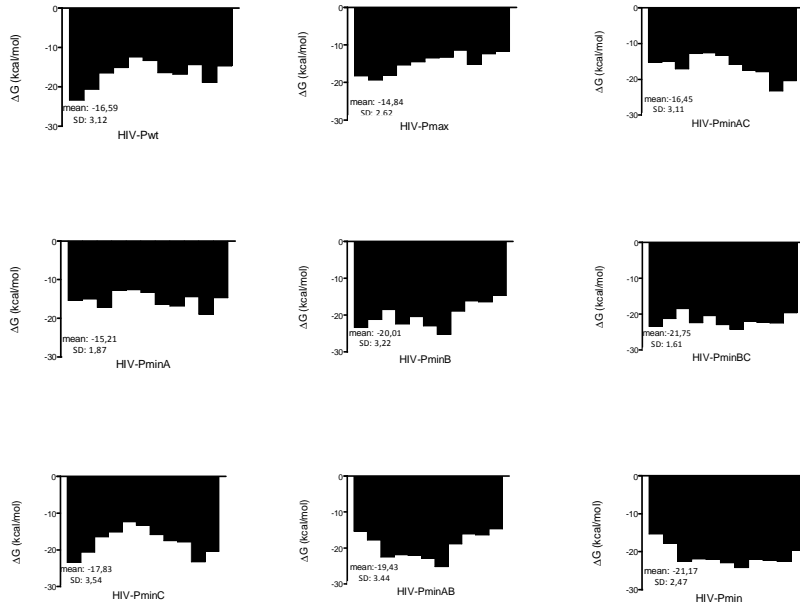 0
-10
-20
-30
ΔG (kcal/mol)
mean: -16,59
SD: 3,12
HIV-Pwt
0
-10
-20
-30
ΔG (kcal/mol)
mean: -14,84
SD: 2,62
HIV-Pmax
0
-10
-20
-30
ΔG (kcal/mol)
mean:-16,45
SD: 3,11
HIV-PminAC
0
-10
-20
-30
ΔG (kcal/mol)
mean: -15,21
SD: 1,87
HIV-PminA
0
-10
-20
-30
ΔG (kcal/mol)
mean: -20,01
SD: 3,22
HIV-PminB
0
-10
-20
-30
ΔG (kcal/mol)
mean: -21,75
SD: 1.61
HIV-PminBC
0
-10
-20
-30
ΔG (kcal/mol)
mean: -17,83
SD: 3,54
HIV-PminC
0
-10
-20
-30
ΔG (kcal/mol)
mean:-19,43
SD: 3.44
HIV-PminAB
0
-10
-20
-30
ΔG (kcal/mol)
mean: -21,17
SD: 2,47
HIV-Pmin